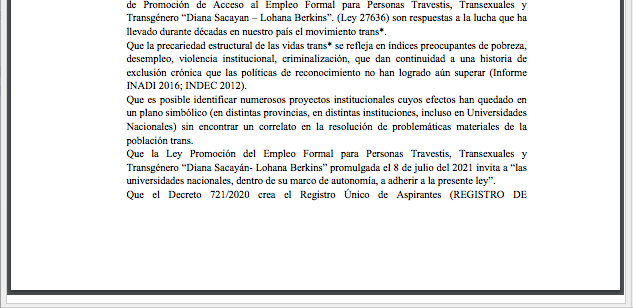 de Promoción de Acceso al Empleo Formal para Personas Travestis, Transexuales y
Transgénero “Diana Sacayan – Lohana Berkins”. (Ley 27636) son respuestas a la lucha que ha
llevado durante décadas en nuestro país el movimiento trans*.
Que la precariedad estructural de las vidas trans* se refleja en índices preocupantes de pobreza,
desempleo, violencia institucional, criminalización, que dan continuidad a una historia de
exclusión crónica que las políticas de reconocimiento no han logrado aún superar (Informe
INADI 2016; INDEC 2012).
Que es posible identificar numerosos proyectos institucionales cuyos efectos han quedado en
un plano simbólico (en distintas provincias, en distintas instituciones, incluso en Universidades
Nacionales) sin encontrar un correlato en la resolución de problemáticas materiales de la
población trans.
Que la Ley Promoción del Empleo Formal para Personas Travestis, Transexuales y
Transgénero “Diana Sacayán- Lohana Berkins” promulgada el 8 de julio del 2021 invita a “las
universidades nacionales, dentro de su marco de autonomía, a adherir a la presente ley”.
Que el Decreto 721/2020 crea el Registro Único de Aspirantes (REGISTRO DE